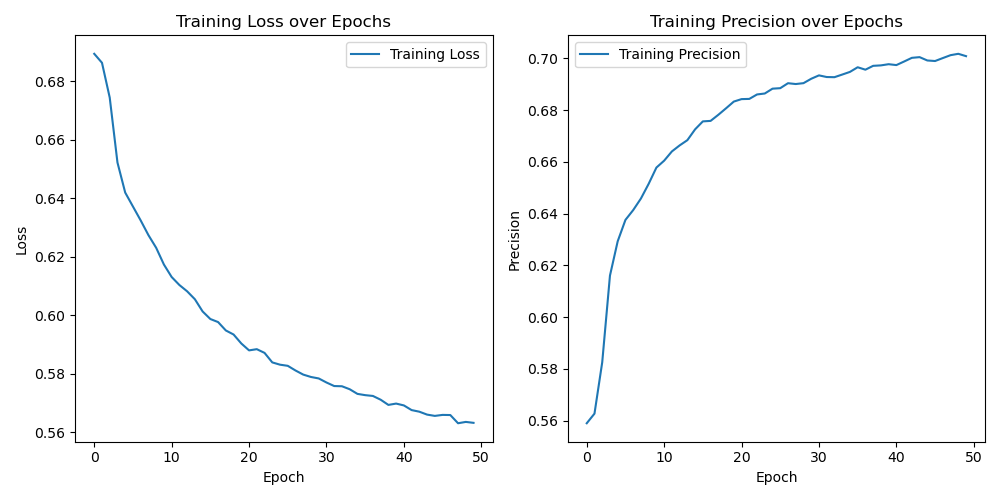 Training Loss over Epochs
Training Loss
0.68
0.66
0.64
0.62
0.60
0.58
0.56
Loss
0 10 20 30 40 50
Epoch
Training Precision over Epochs
Training Precision
0.70
0.68
0.66
0.64
0.62
0.60
0.58
0.56
Precision
0 10 20 30 40 50
Epoch